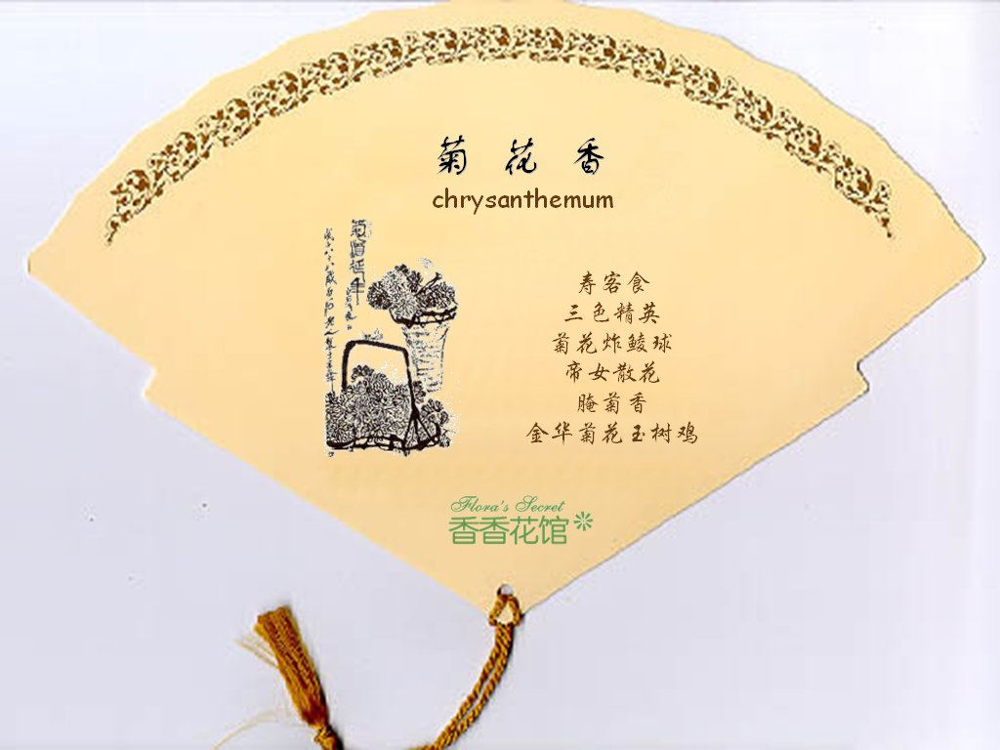 菊花香
chrysanthemum
寿客食
三色精英
菊花炸鲮球
帝女散花
腌菊香
金华菊花玉树鸡
Flora's Secret
香香花馆